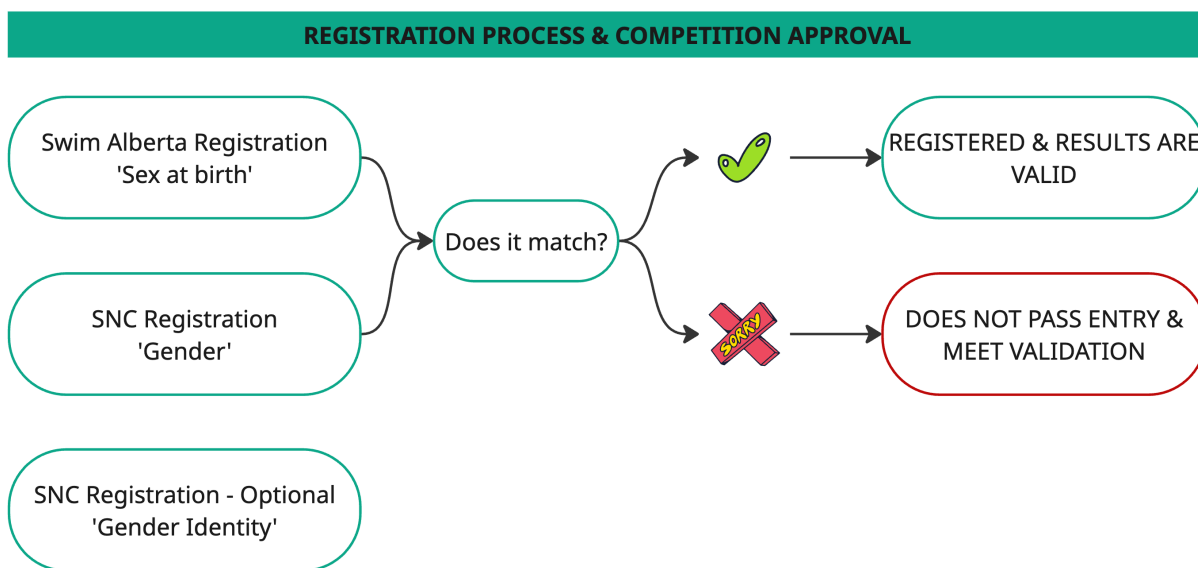 REGISTRATION PROCESS & COMPETITION APPROVAL
Swim Alberta Registration
'Sex at birth'
SNC Registration
'Gender'
SNC Registration - Optional
'Gender Identity'
Does it match?
SORRY
REGISTERED & RESULTS ARE
VALID
DOES NOT PASS ENTRY &
MEET VALIDATION